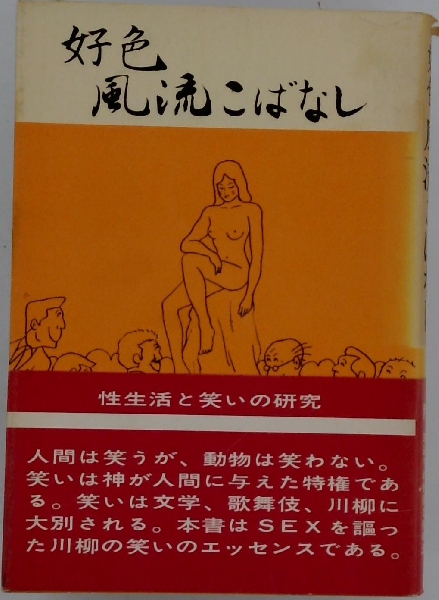 好色
風流こばなし
性生活と笑いの研究
人間は笑うが、動物は笑わない。
笑いは神が人間に与えた特権であ
る。笑いは文学、歌舞伎、川柳に
大別される。本書はSEXを謳っ
た川柳の笑いのエッセンスである。